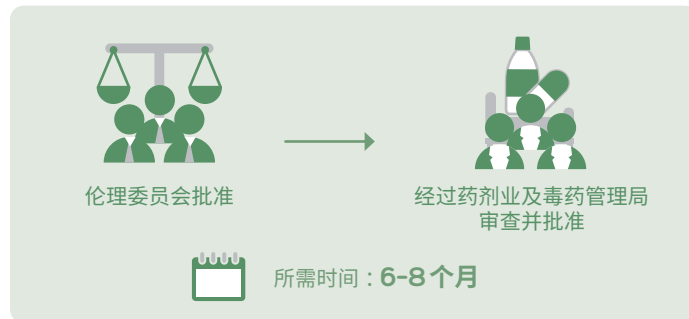 伦理委员会批准
经过药剂业及毒药管理局
审查并批准
所需时间：6-8个月